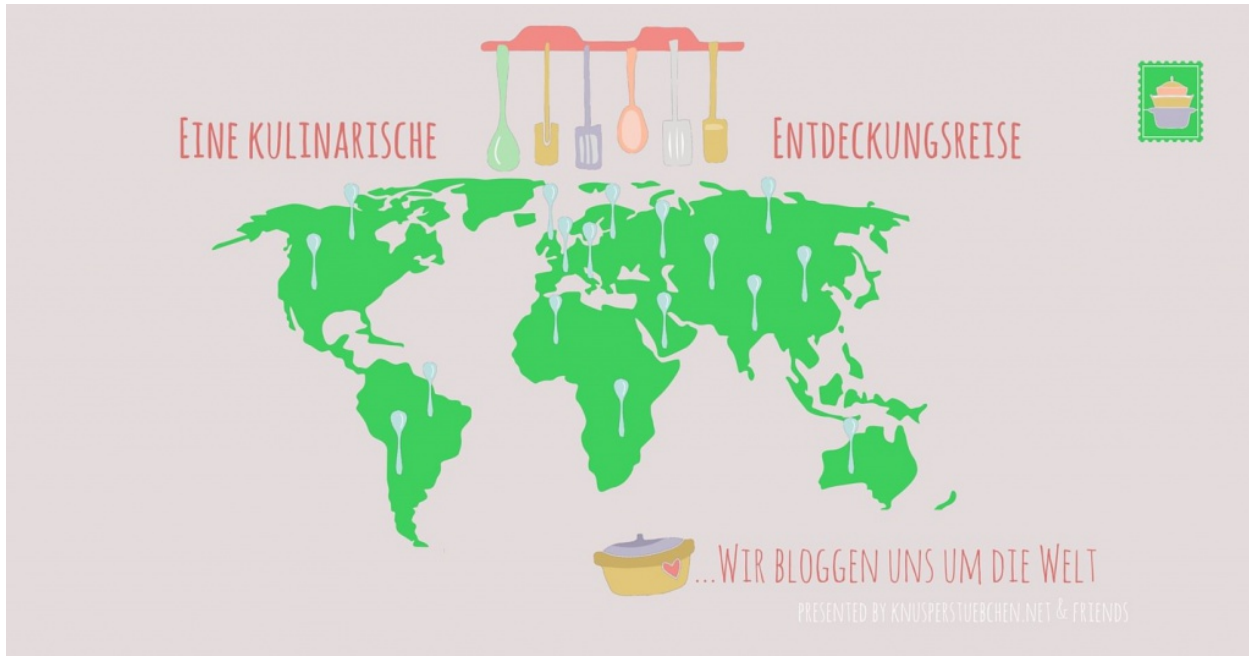 Eine kulinarische Entdeckungsreise
...Wir bloggen uns um die Welt
presented by knusperstuebchen.net & friends